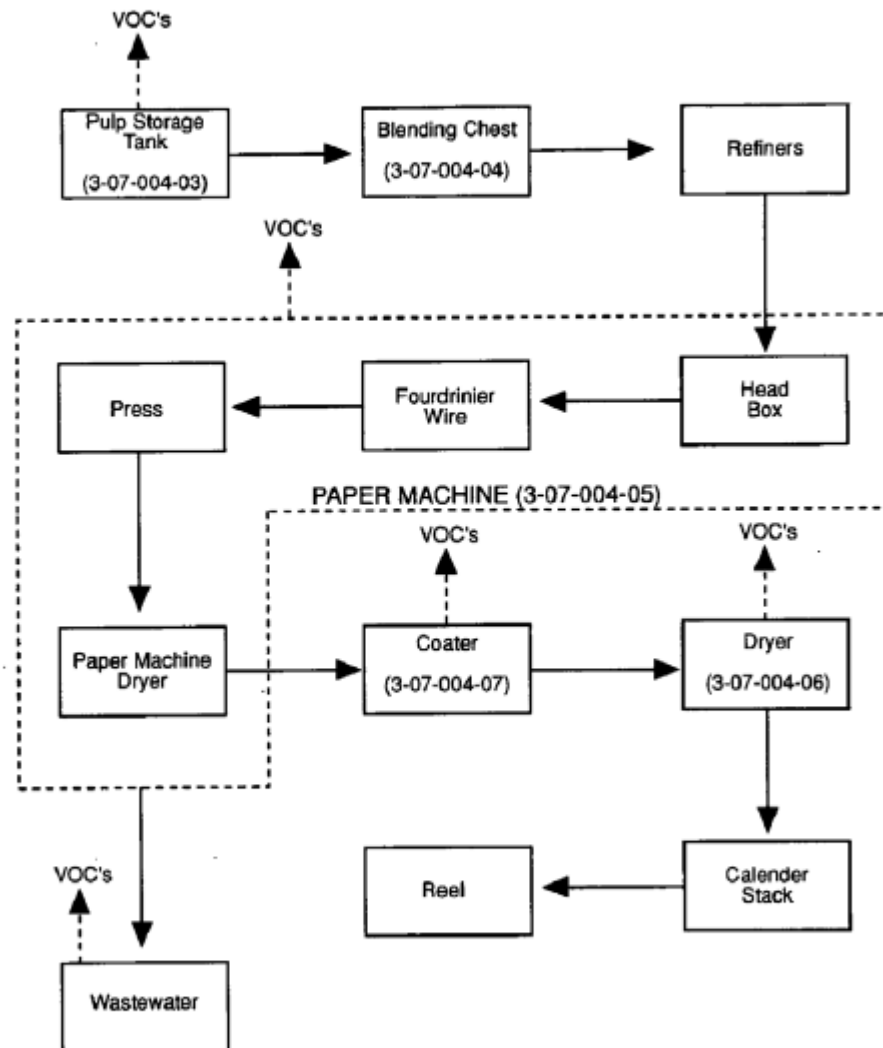 VOC's
Pulp Storage
Tank
(3-07-004-03)
Blending Chest
(3-07-004-04)
Refiners
VOC's
Press
Fourdrinier
Wire
Head
Box
PAPER MACHINE (3-07-004-05)
VOC's
VOC's
Paper Machine
Dryer
Coater
(3-07-004-07)
Dryer
(3-07-004-06)
VOC's
Reel
Calender
Stack
Wastewater